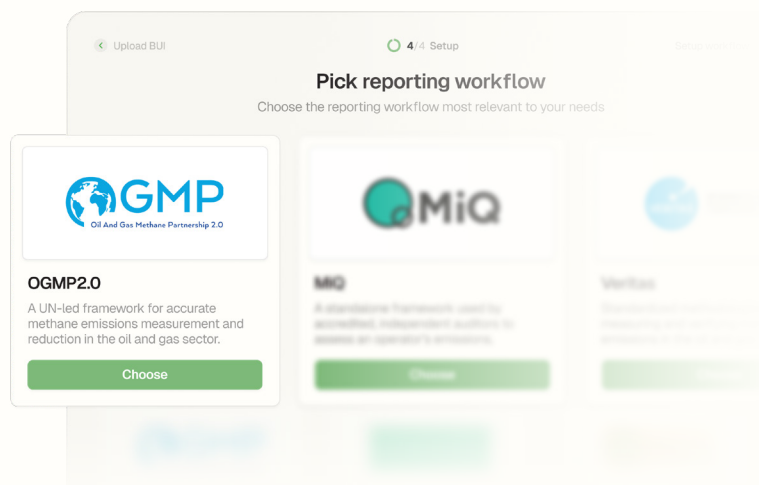 Upload BUI
4/4 Setup
Pick reporting workflow
Choose the reporting workflow most relevant to your needs
OGMP
Oil And Gas Methane Partnership 2.0
MiQ
OGMP2.0
A UN-led framework for accurate
methane emissions measurement and
reduction in the oil and gas sector.
Choose
MiQ
A standalone framework used by
accredited, independent auditors to
assess an operator's emissions.
Choose
Veritas